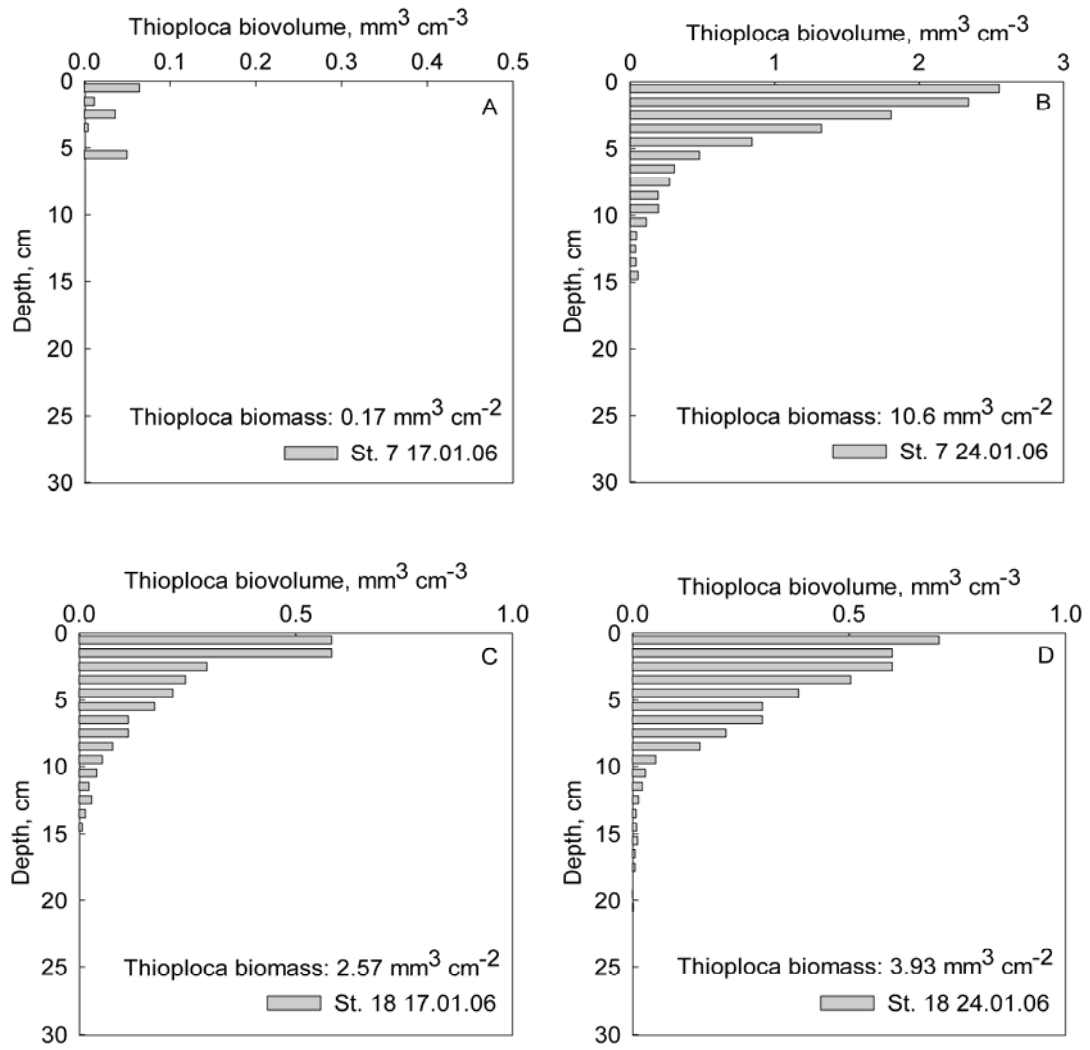 Thioploca biovolume, mm³ cm⁻³
0.0 0.1 0.2 0.3 0.4 0.5
A
Depth, cm
0
5
10
15
20
25
30
Thioploca biomass: 0.17 mm³ cm⁻²
St. 7 17.01.06
Thioploca biovolume, mm³ cm⁻³
0 1 2 3
B
Depth, cm
0
5
10
15
20
25
30
Thioploca biomass: 10.6 mm³ cm⁻²
St. 7 24.01.06
Thioploca biovolume, mm³ cm⁻³
0.0 0.5 1.0
C
Depth, cm
0
5
10
15
20
25
30
Thioploca biomass: 2.57 mm³ cm⁻²
St. 18 17.01.06
Thioploca biovolume, mm³ cm⁻³
0.0 0.5 1.0
D
Depth, cm
0
5
10
15
20
25
30
Thioploca biomass: 3.93 mm³ cm⁻²
St. 18 24.01.06